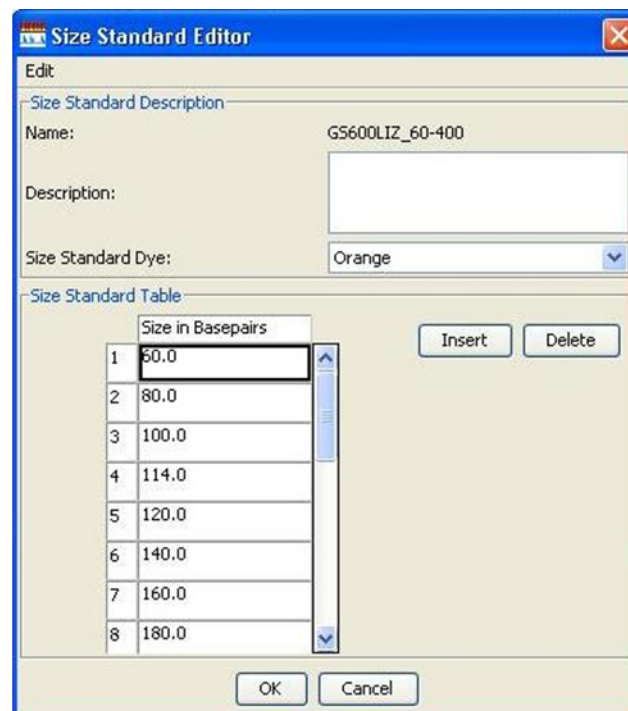 Size Standard Editor
Edit
Size Standard Description
Name: GS600LIZ_60-400
Description:
Size Standard Dye: Orange
Size Standard Table
Size in Basepairs
Insert Delete
1 60.0
2 80.0
3 100.0
4 114.0
5 120.0
6 140.0
7 160.0
8 180.0
OK Cancel